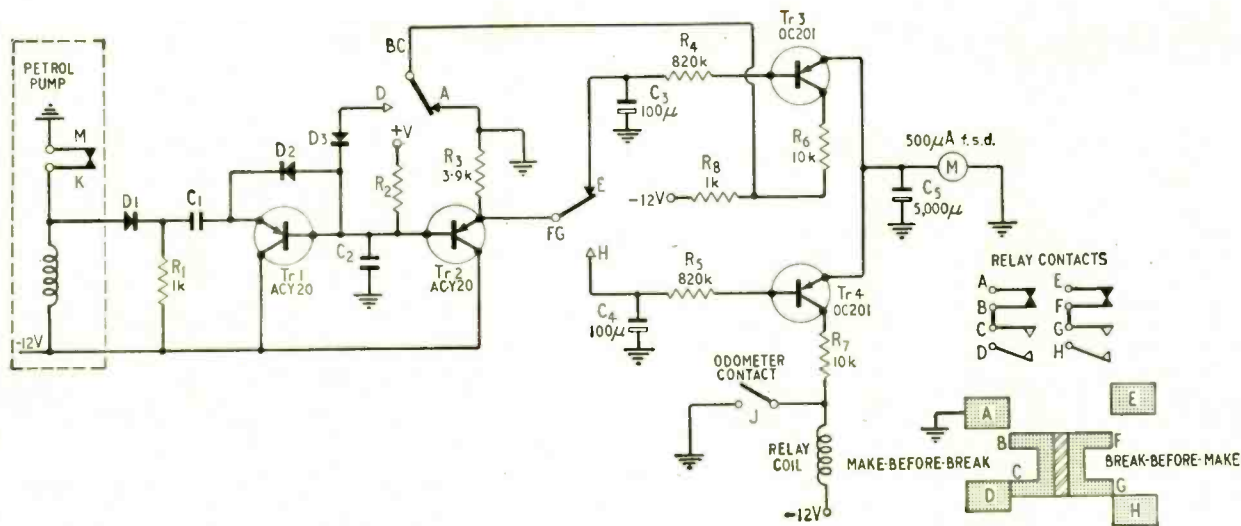 PETROL
PUMP
M
K
-12V
D1
R1
1k
C1
D2
D3
D
BC
A
+V
R2
R3
3·9k
C2
Tr1
ACY20
Tr2
ACY20
FG
E
H
C3
100μ
R4
820k
Tr3
OC201
R6
10k
R8
1k
-12V
C4
100μ
R5
820k
Tr4
OC201
R7
10k
ODOMETER
CONTACT
J
RELAY
COIL
-12V
500μA f.s.d.
M
C5
5,000μ
RELAY CONTACTS
A
B
C
D
E
F
G
H
A
E
B
F
MAKE-BEFORE-BREAK
BREAK-BEFORE-MAKE
C
G
D
H